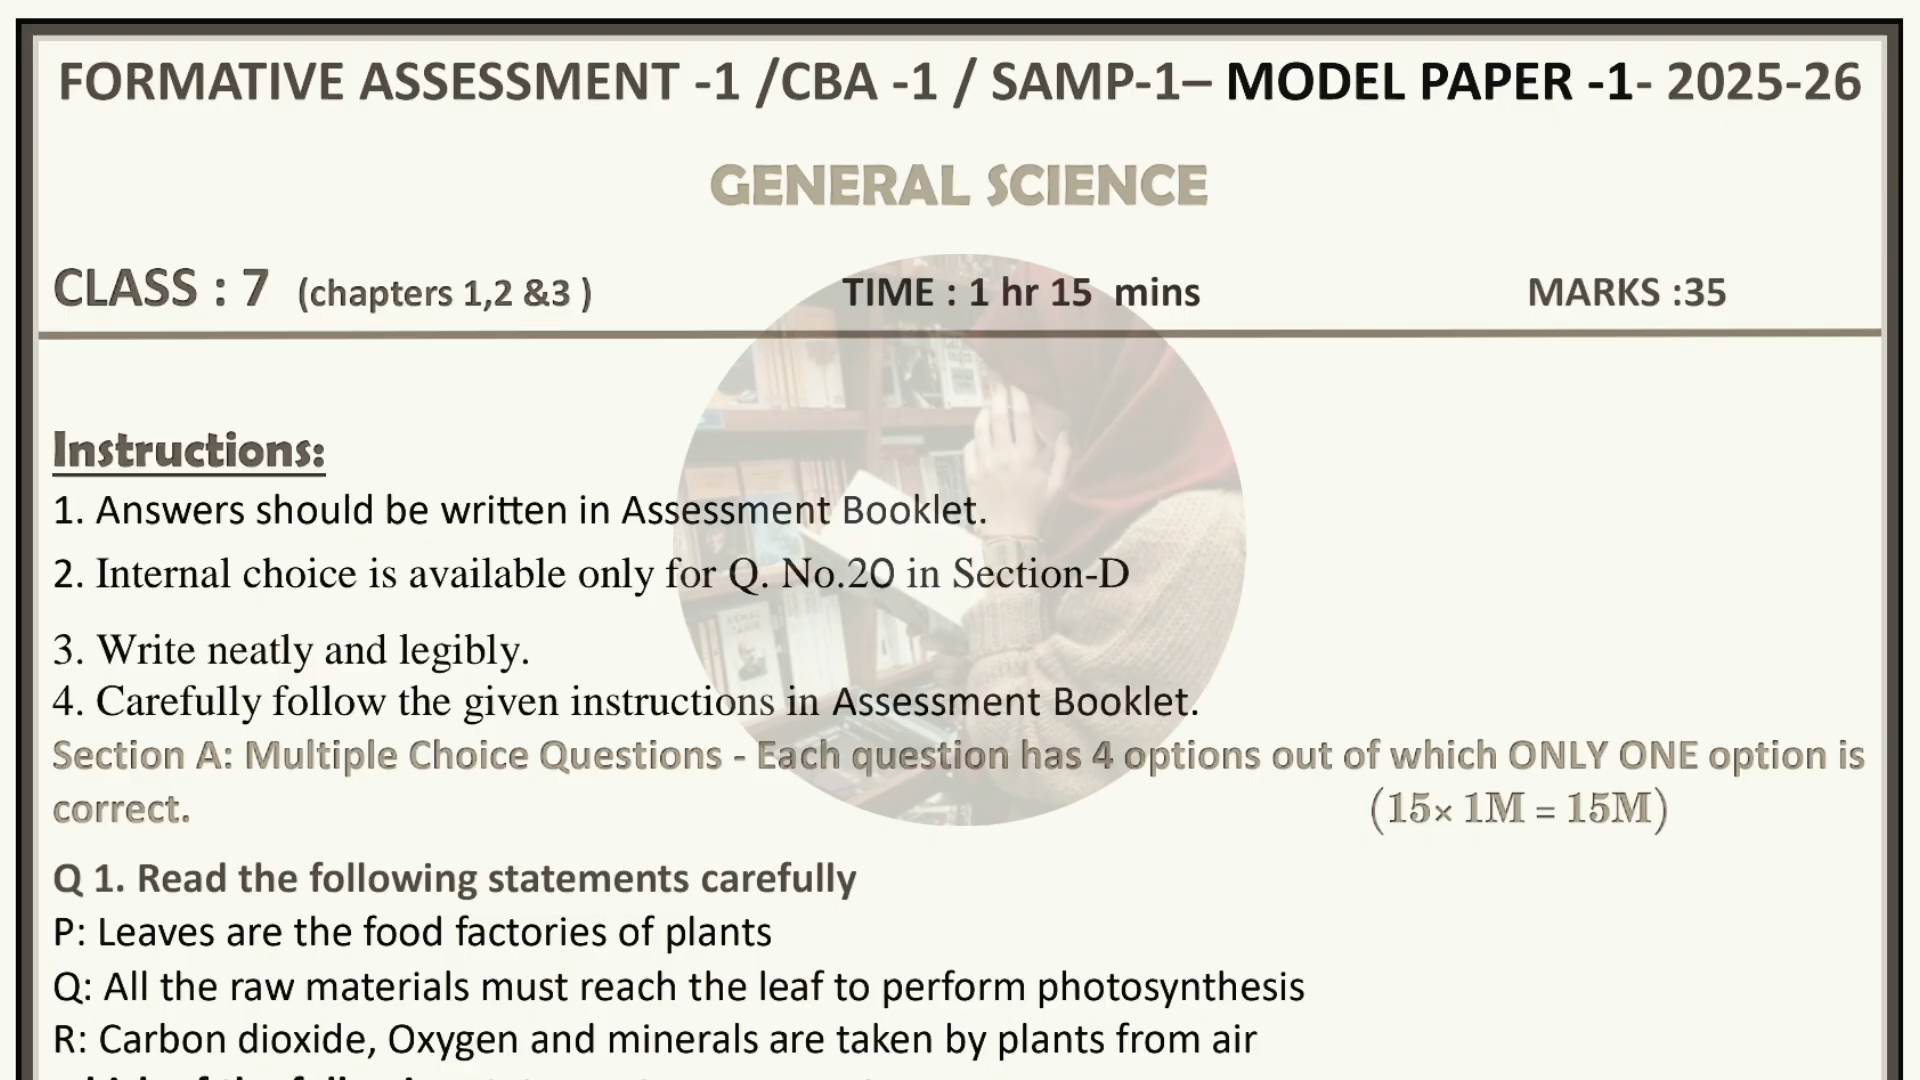 FORMATIVE ASSESSMENT -1 /CBA -1 / SAMP-1– MODEL PAPER -1- 2025-26
GENERAL SCIENCE
CLASS : 7 (chapters 1,2 &3 ) TIME : 1 hr 15 mins MARKS :35
Instructions:
1. Answers should be written in Assessment Booklet.
2. Internal choice is available only for Q. No.20 in Section-D
3. Write neatly and legibly.
4. Carefully follow the given instructions in Assessment Booklet.
Section A: Multiple Choice Questions - Each question has 4 options out of which ONLY ONE option is
correct. (15× 1M = 15M)
Q 1. Read the following statements carefully
P: Leaves are the food factories of plants
Q: All the raw materials must reach the leaf to perform photosynthesis
R: Carbon dioxide, Oxygen and minerals are taken by plants from air